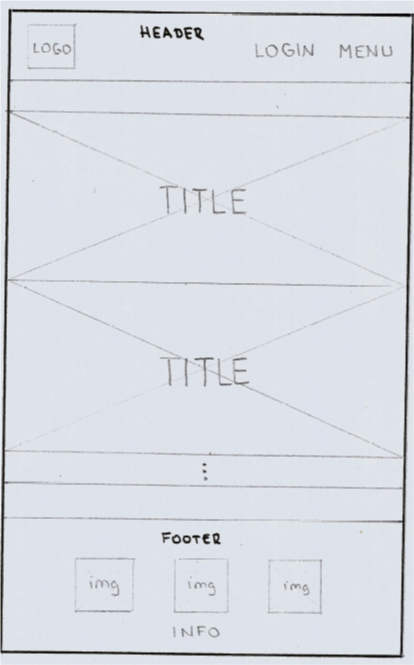 HEADER
LOGO LOGIN MENU
TITLE
TITLE
FOOTER
img img img
INFO